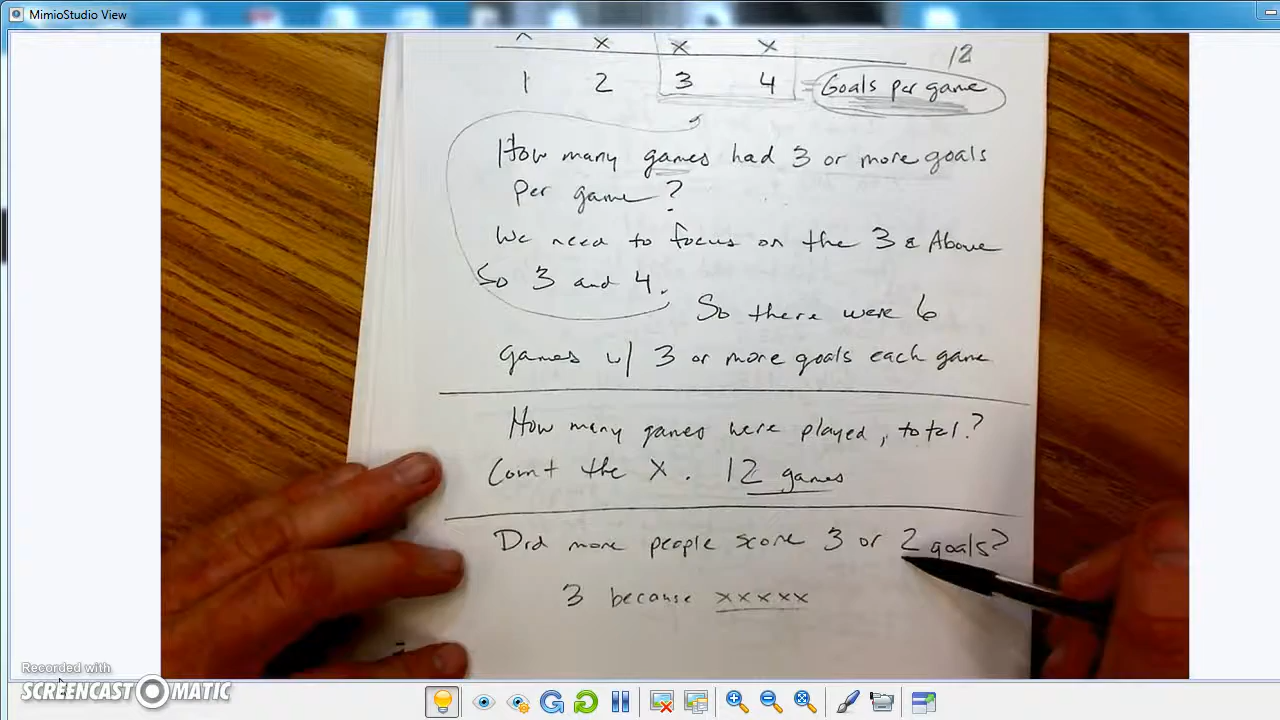 MimioStudio View
x x x 12
1 2 3 4 = Goals per game
How many games had 3 or more goals
per game?
We need to focus on the 3 & Above
So 3 and 4.
So there were 6
games w/ 3 or more goals each game
How many games were played, total?
Count the X. 12 games
Did more people score 3 or 2 goals?
3 because xxxxx
Recorded with
SCREENCAST O MATIC